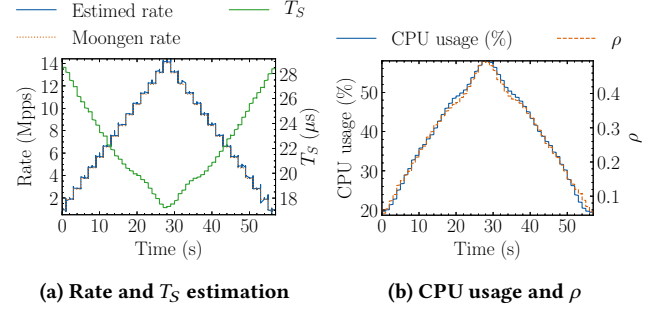 Estimed rate
T_S
Moongen rate
Rate (Mpps)
14
12
10
8
6
4
2
28
26
24
22
20
18
T_S (μs)
0 10 20 30 40 50
Time (s)
(a) Rate and T_S estimation
CPU usage (%)
ρ
CPU usage (%)
50
40
30
20
0.4
0.3
0.2
0.1
ρ
0 10 20 30 40 50
Time (s)
(b) CPU usage and ρ